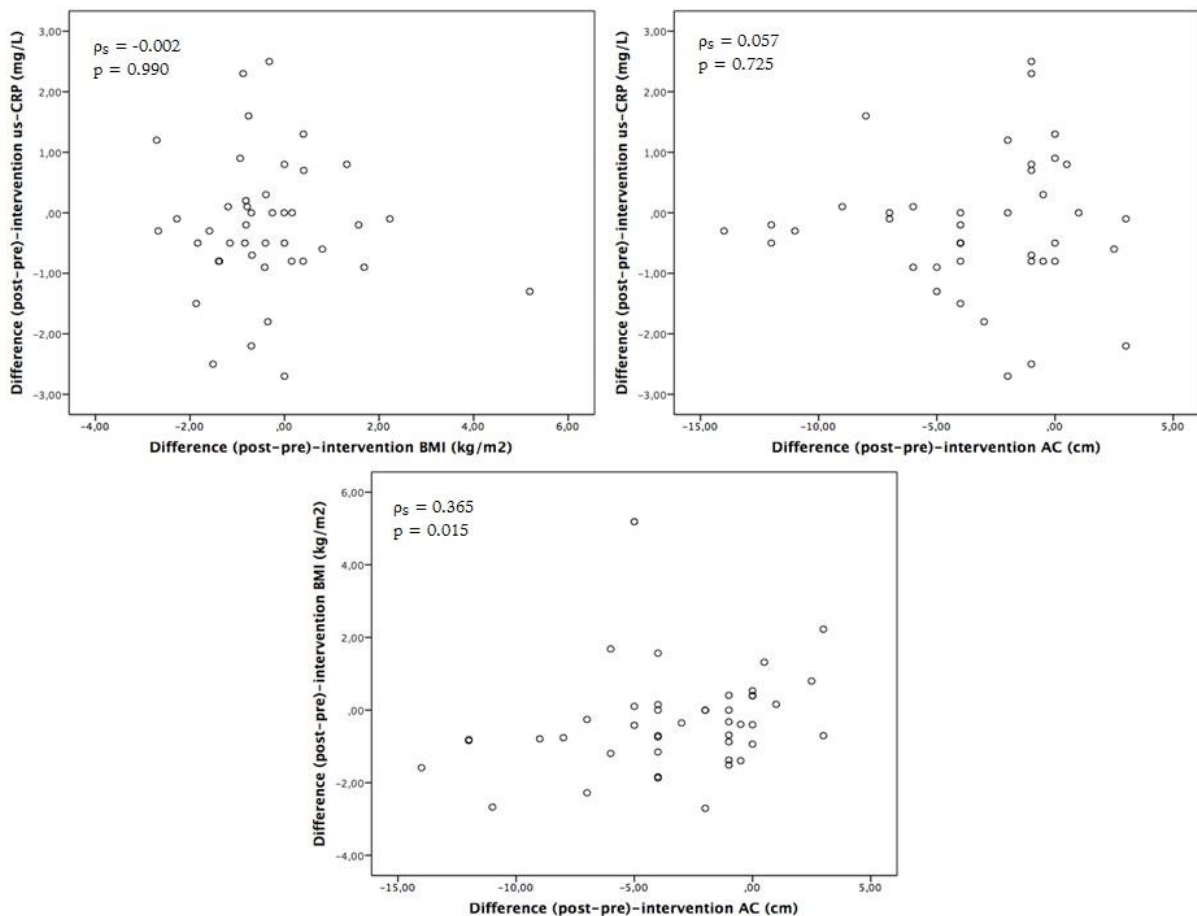 3,00
2,00
1,00
,00
-1,00
-2,00
-3,00
Difference (post-pre)-intervention us-CRP (mg/L)
ρs = -0.002
p = 0.990
-4,00 -2,00 ,00 2,00 4,00 6,00
Difference (post-pre)-intervention BMI (kg/m2)
3,00
2,00
1,00
,00
-1,00
-2,00
-3,00
Difference (post-pre)-intervention us-CRP (mg/L)
ρs = 0.057
p = 0.725
-15,00 -10,00 -5,00 ,00 5,00
Difference (post-pre)-intervention AC (cm)
6,00
4,00
2,00
,00
-2,00
-4,00
Difference (post-pre)-intervention BMI (kg/m2)
ρs = 0.365
p = 0.015
-15,00 -10,00 -5,00 ,00 5,00
Difference (post-pre)-intervention AC (cm)